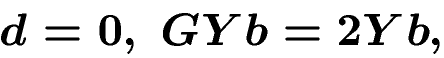 d = 0, GYb = 2Yb,